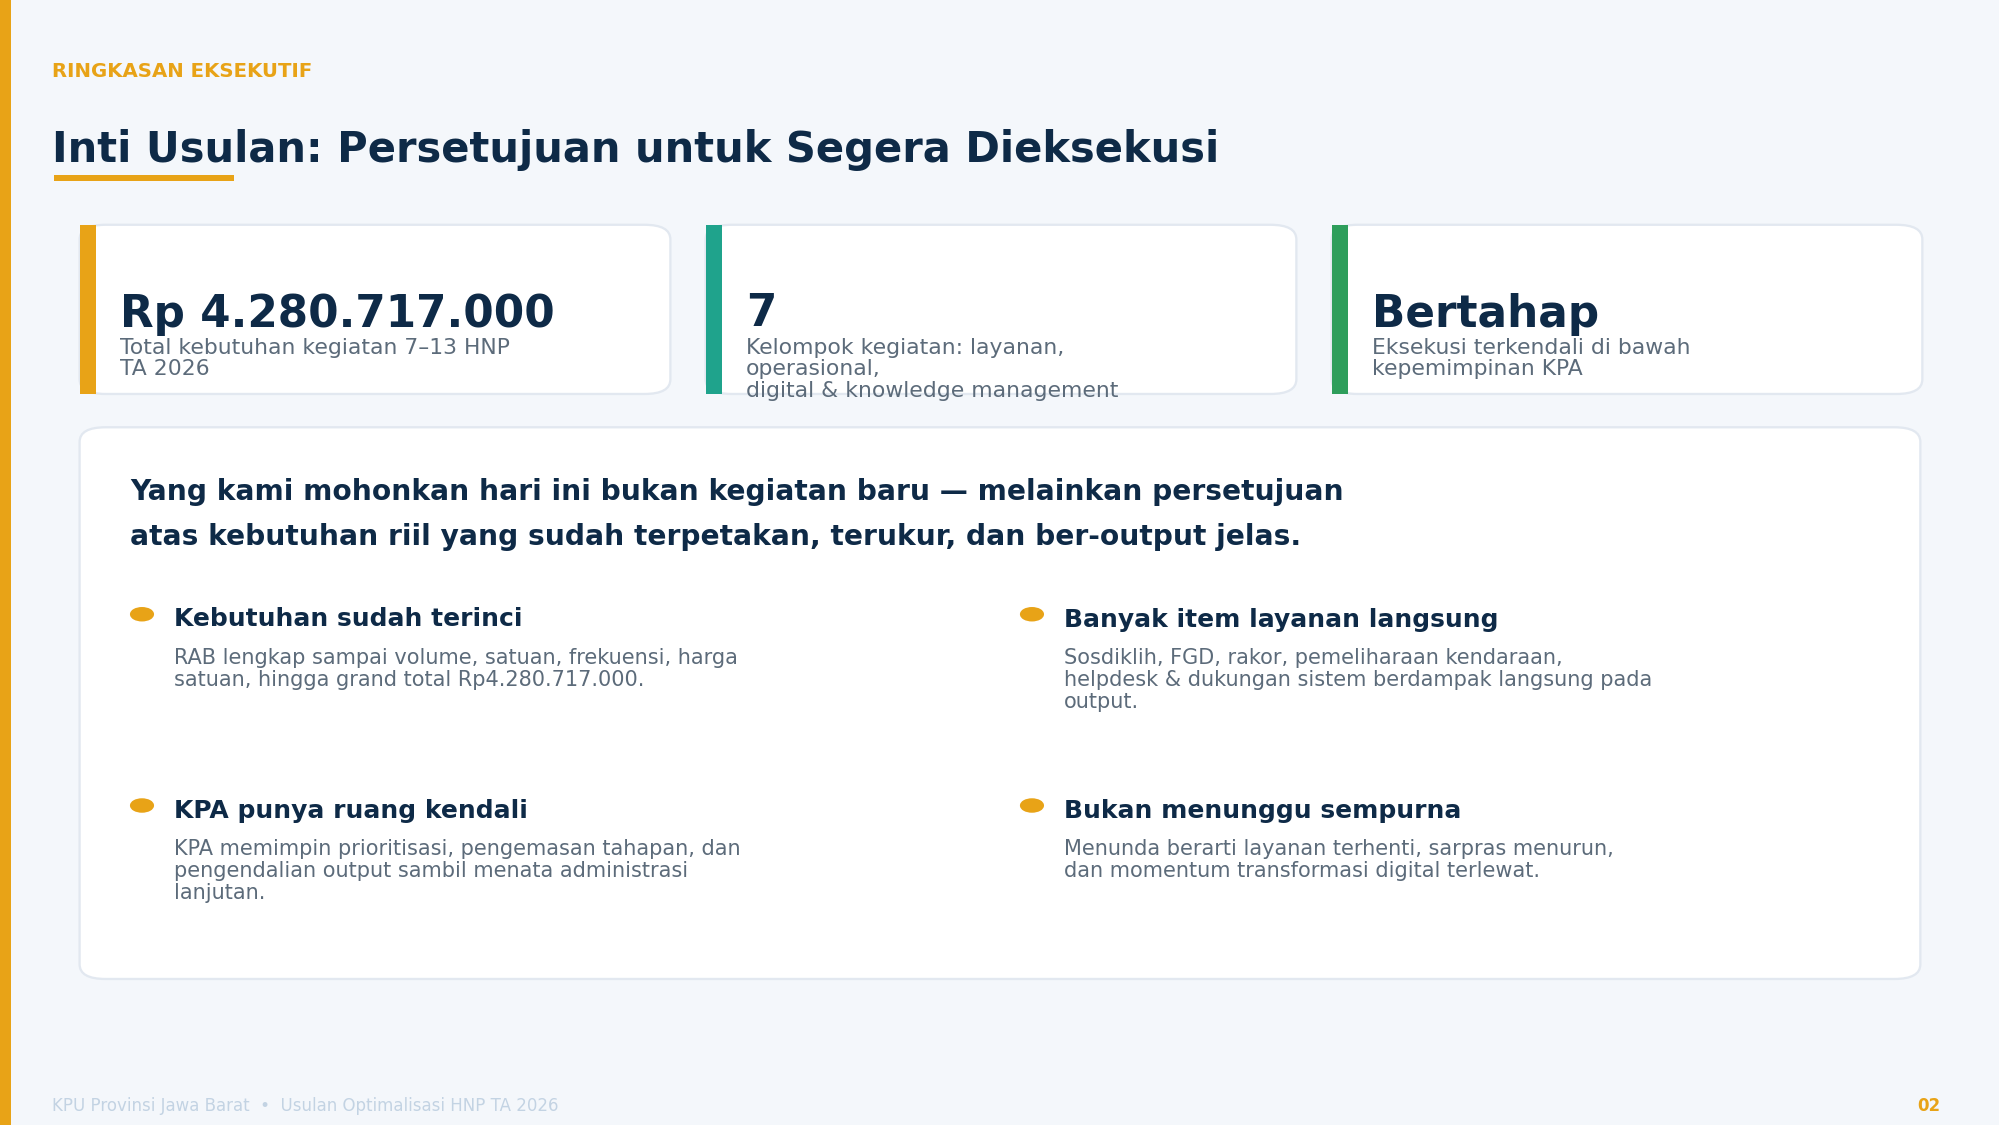 RINGKASAN EKSEKUTIF
Inti Usulan: Persetujuan untuk Segera Dieksekusi
Rp 4.280.717.000
Total kebutuhan kegiatan 7–13 HNP
TA 2026
7
Kelompok kegiatan: layanan,
operasional,
digital & knowledge management
Bertahap
Eksekusi terkendali di bawah
kepemimpinan KPA
Yang kami mohonkan hari ini bukan kegiatan baru — melainkan persetujuan
atas kebutuhan riil yang sudah terpetakan, terukur, dan ber-output jelas.
Kebutuhan sudah terinci
RAB lengkap sampai volume, satuan, frekuensi, harga
satuan, hingga grand total Rp4.280.717.000.
Banyak item layanan langsung
Sosdiklih, FGD, rakor, pemeliharaan kendaraan,
helpdesk & dukungan sistem berdampak langsung pada
output.
KPA punya ruang kendali
KPA memimpin prioritisasi, pengemasan tahapan, dan
pengendalian output sambil menata administrasi
lanjutan.
Bukan menunggu sempurna
Menunda berarti layanan terhenti, sarpras menurun,
dan momentum transformasi digital terlewat.
KPU Provinsi Jawa Barat • Usulan Optimalisasi HNP TA 2026
02